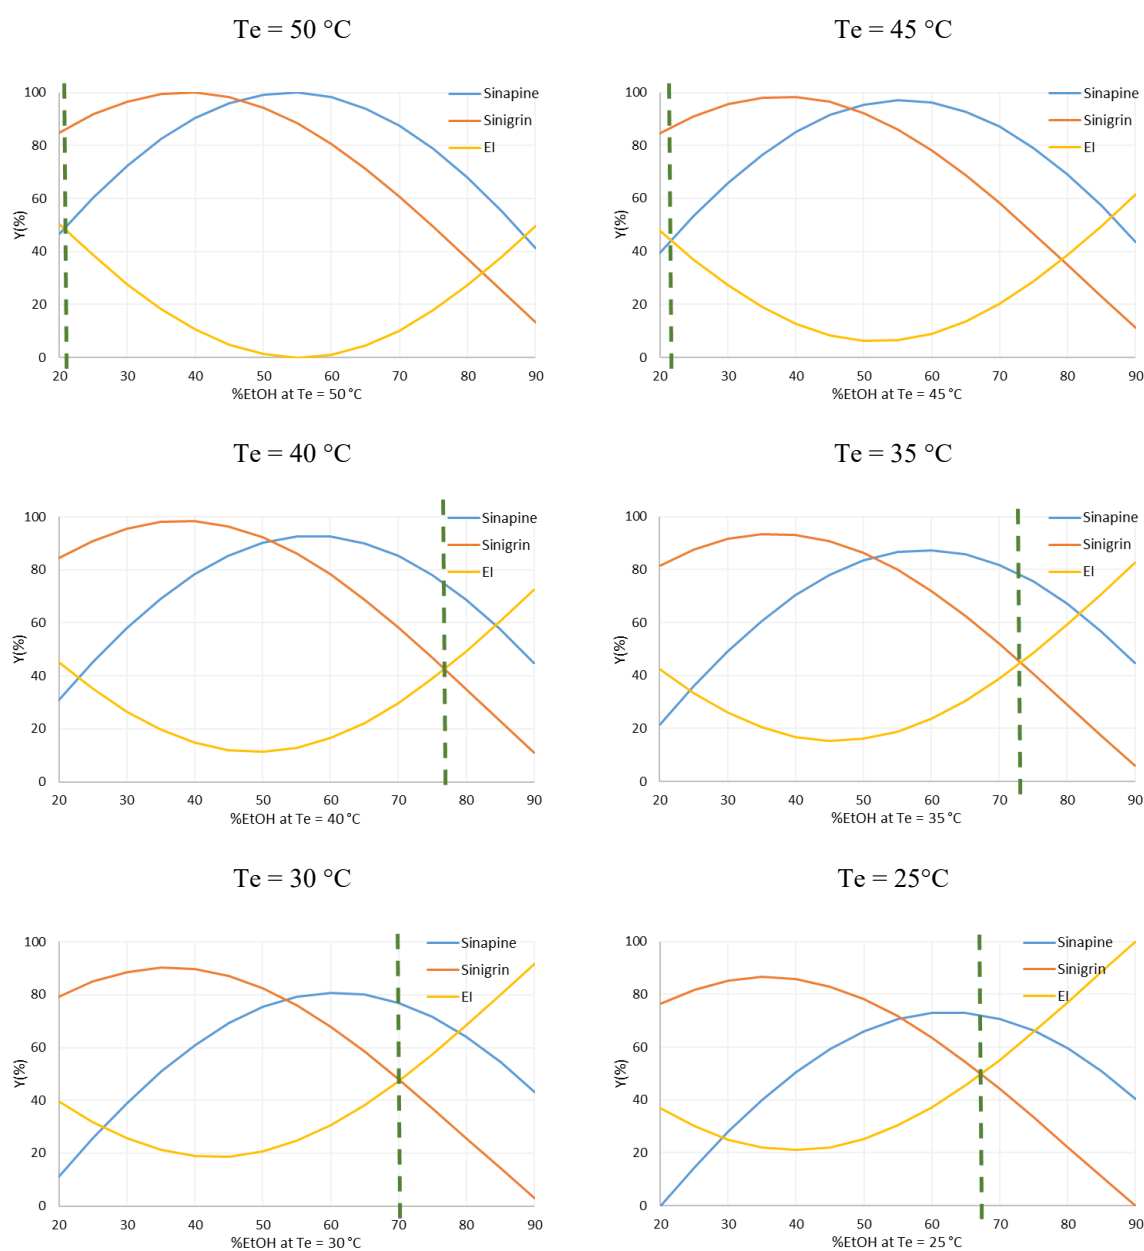 Te = 50 °C
Te = 45 °C
100
80
60
40
20
0
Y(%)
Sinapine
Sinigrin
EI
20 30 40 50 60 70 80 90
%EtOH at Te = 50 °C
100
80
60
40
20
0
Y(%)
Sinapine
Sinigrin
EI
20 30 40 50 60 70 80 90
%EtOH at Te = 45 °C
Te = 40 °C
Te = 35 °C
100
80
60
40
20
0
Y(%)
Sinapine
Sinigrin
EI
20 30 40 50 60 70 80 90
%EtOH at Te = 40 °C
100
80
60
40
20
0
Y(%)
Sinapine
Sinigrin
EI
20 30 40 50 60 70 80 90
%EtOH at Te = 35 °C
Te = 30 °C
Te = 25°C
100
80
60
40
20
0
Y(%)
Sinapine
Sinigrin
EI
20 30 40 50 60 70 80 90
%EtOH at Te = 30 °C
100
80
60
40
20
0
Y(%)
Sinapine
Sinigrin
EI
20 30 40 50 60 70 80 90
%EtOH at Te = 25 °C